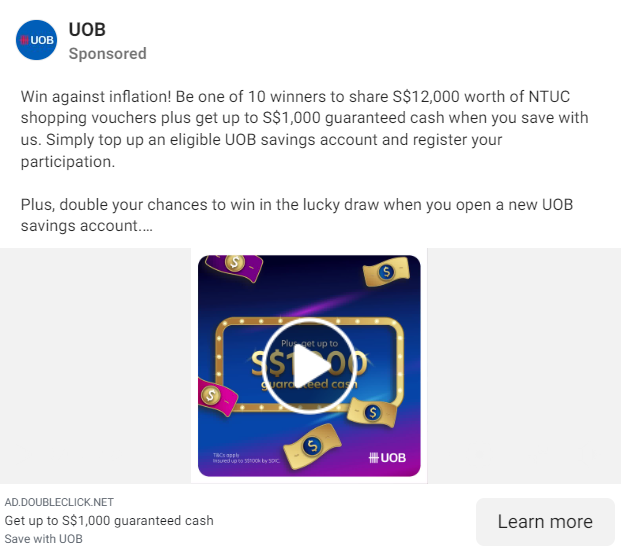 UOB
UOB
Sponsored
Win against inflation! Be one of 10 winners to share S$12,000 worth of NTUC
shopping vouchers plus get up to S$1,000 guaranteed cash when you save with
us. Simply top up an eligible UOB savings account and register your
participation.
Plus, double your chances to win in the lucky draw when you open a new UOB
savings account....
Plus, get up to
S$1,000
guaranteed cash
T&Cs apply
Insured up to S$100k by SDIC.
UOB
AD.DOUBLECLICK.NET
Get up to S$1,000 guaranteed cash
Save with UOB
Learn more